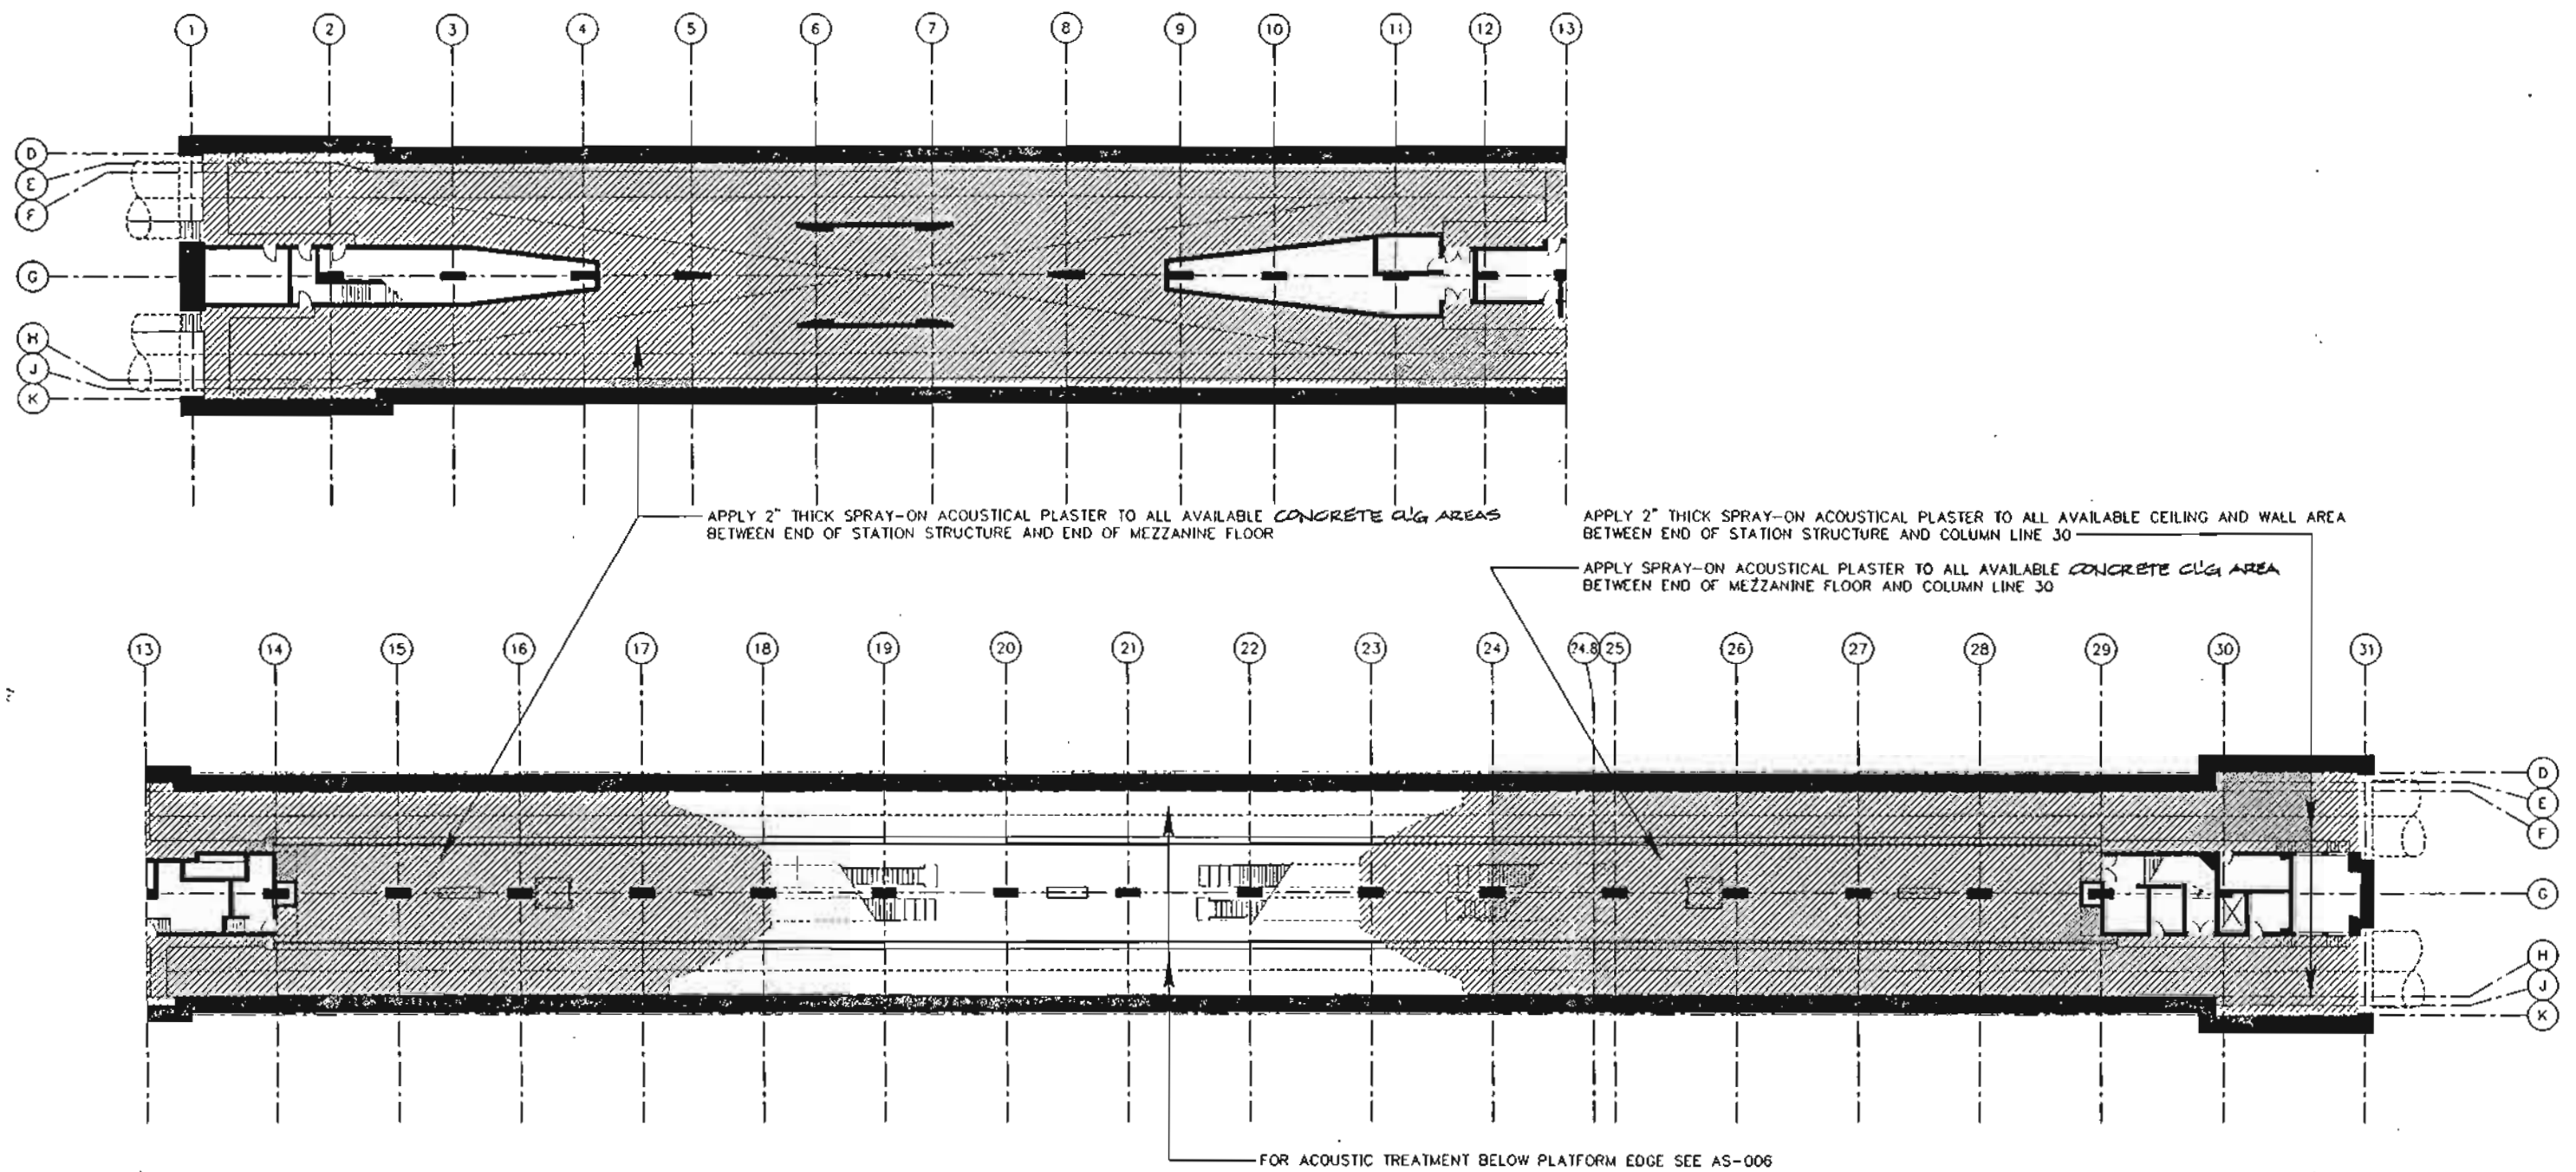 1 2 3 4 5 6 7 8 9 10 11 12 13
D
E
F
G
H
J
K
APPLY 2" THICK SPRAY-ON ACOUSTICAL PLASTER TO ALL AVAILABLE CONCRETE CL'G AREAS
BETWEEN END OF STATION STRUCTURE AND END OF MEZZANINE FLOOR
APPLY 2" THICK SPRAY-ON ACOUSTICAL PLASTER TO ALL AVAILABLE CEILING AND WALL AREA
BETWEEN END OF STATION STRUCTURE AND COLUMN LINE 30
APPLY SPRAY-ON ACOUSTICAL PLASTER TO ALL AVAILABLE CONCRETE CL'G AREA
BETWEEN END OF MEZZANINE FLOOR AND COLUMN LINE 30
13 14 15 16 17 18 19 20 21 22 23 24 24.8 25 26 27 28 29 30 31
D
E
F
G
H
J
K
FOR ACOUSTIC TREATMENT BELOW PLATFORM EDGE SEE AS-006